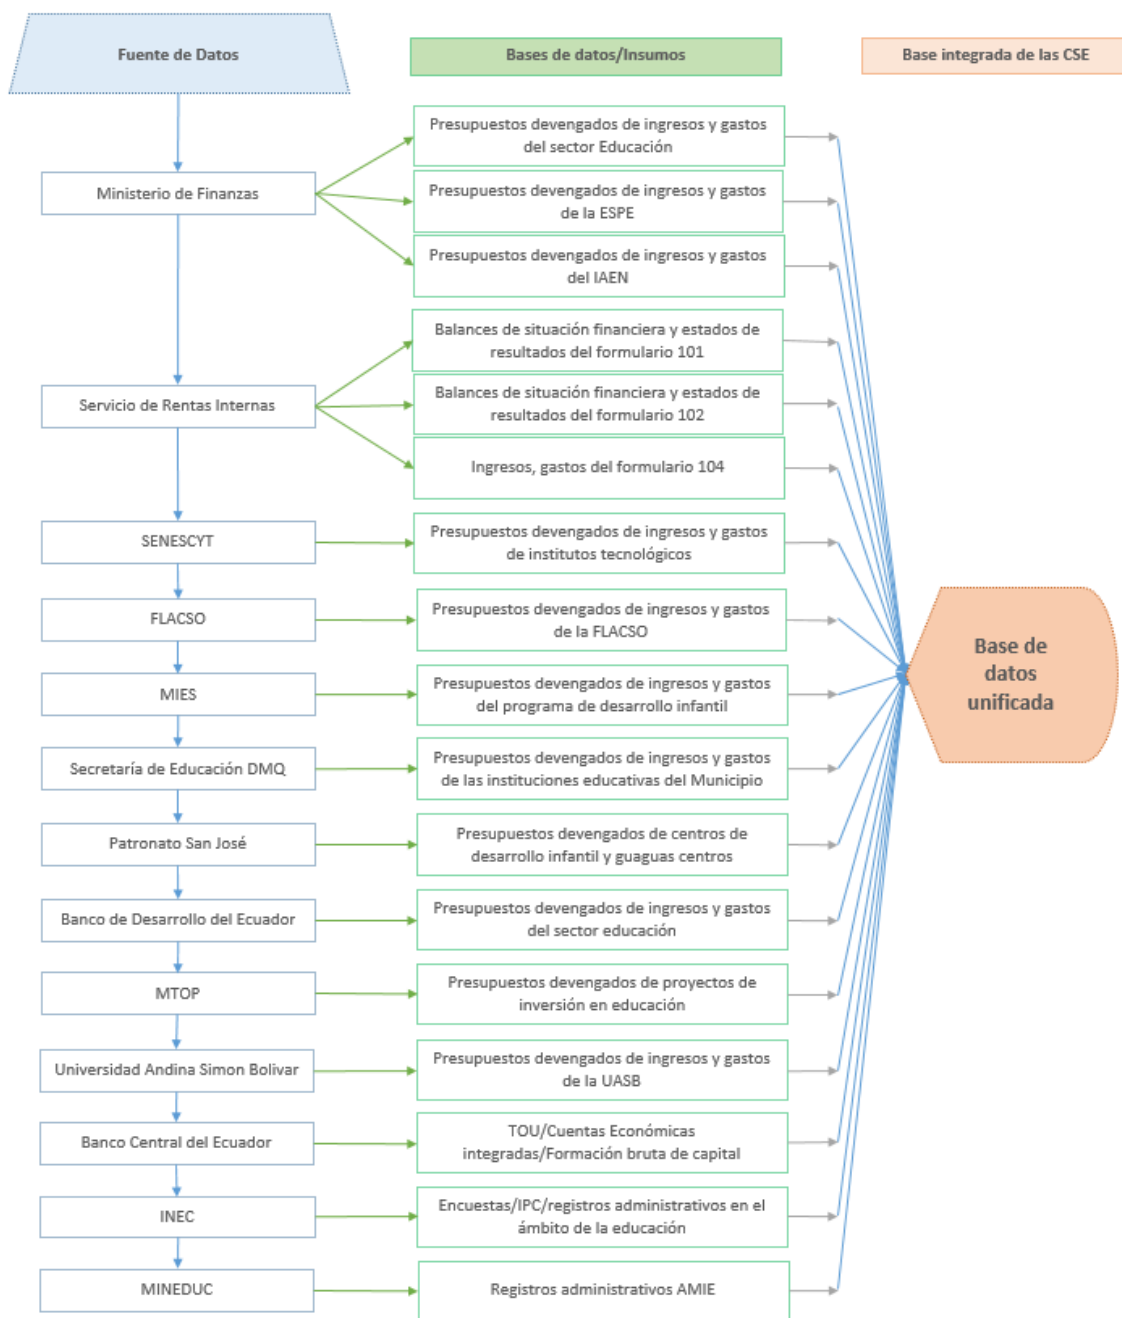 Fuente de Datos
Bases de datos/Insumos
Base integrada de las CSE
Ministerio de Finanzas
Presupuestos devengados de ingresos y gastos
del sector Educación
Presupuestos devengados de ingresos y gastos
de la ESPE
Presupuestos devengados de ingresos y gastos
del IAEN
Servicio de Rentas Internas
Balances de situación financiera y estados de
resultados del formulario 101
Balances de situación financiera y estados de
resultados del formulario 102
Ingresos, gastos del formulario 104
SENESCYT
Presupuestos devengados de ingresos y gastos
de institutos tecnológicos
FLACSO
Presupuestos devengados de ingresos y gastos
de la FLACSO
MIES
Presupuestos devengados de ingresos y gastos
del programa de desarrollo infantil
Secretaría de Educación DMQ
Presupuestos devengados de ingresos y gastos
de las instituciones educativas del Municipio
Patronato San José
Presupuestos devengados de centros de
desarrollo infantil y guaguas centros
Banco de Desarrollo del Ecuador
Presupuestos devengados de ingresos y gastos
del sector educación
MTOP
Presupuestos devengados de proyectos de
inversión en educación
Universidad Andina Simon Bolivar
Presupuestos devengados de ingresos y gastos
de la UASB
Banco Central del Ecuador
TOU/Cuentas Económicas
integradas/Formación bruta de capital
INEC
Encuestas/IPC/registros administrativos en el
ámbito de la educación
MINEDUC
Registros administrativos AMIE
Base de
datos
unificada